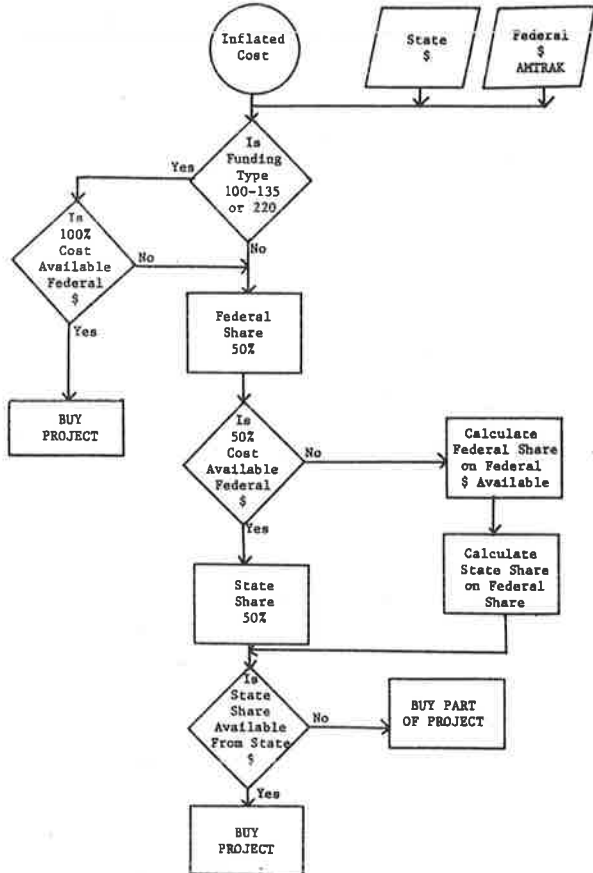 Inflated
Cost
State
$
Federal
$
AMTRAK
Is
Funding
Type
100-135
or 220
Yes
No
Is
100%
Cost
Available
Federal
$
No
Yes
Federal
Share
50%
BUY
PROJECT
Is
50%
Cost
Available
Federal
$
No
Yes
Calculate
Federal Share
on Federal
$ Available
Calculate
State Share
on Federal
Share
State
Share
50%
Is
State
Share
Available
From State
$
No
Yes
BUY PART
OF PROJECT
BUY
PROJECT